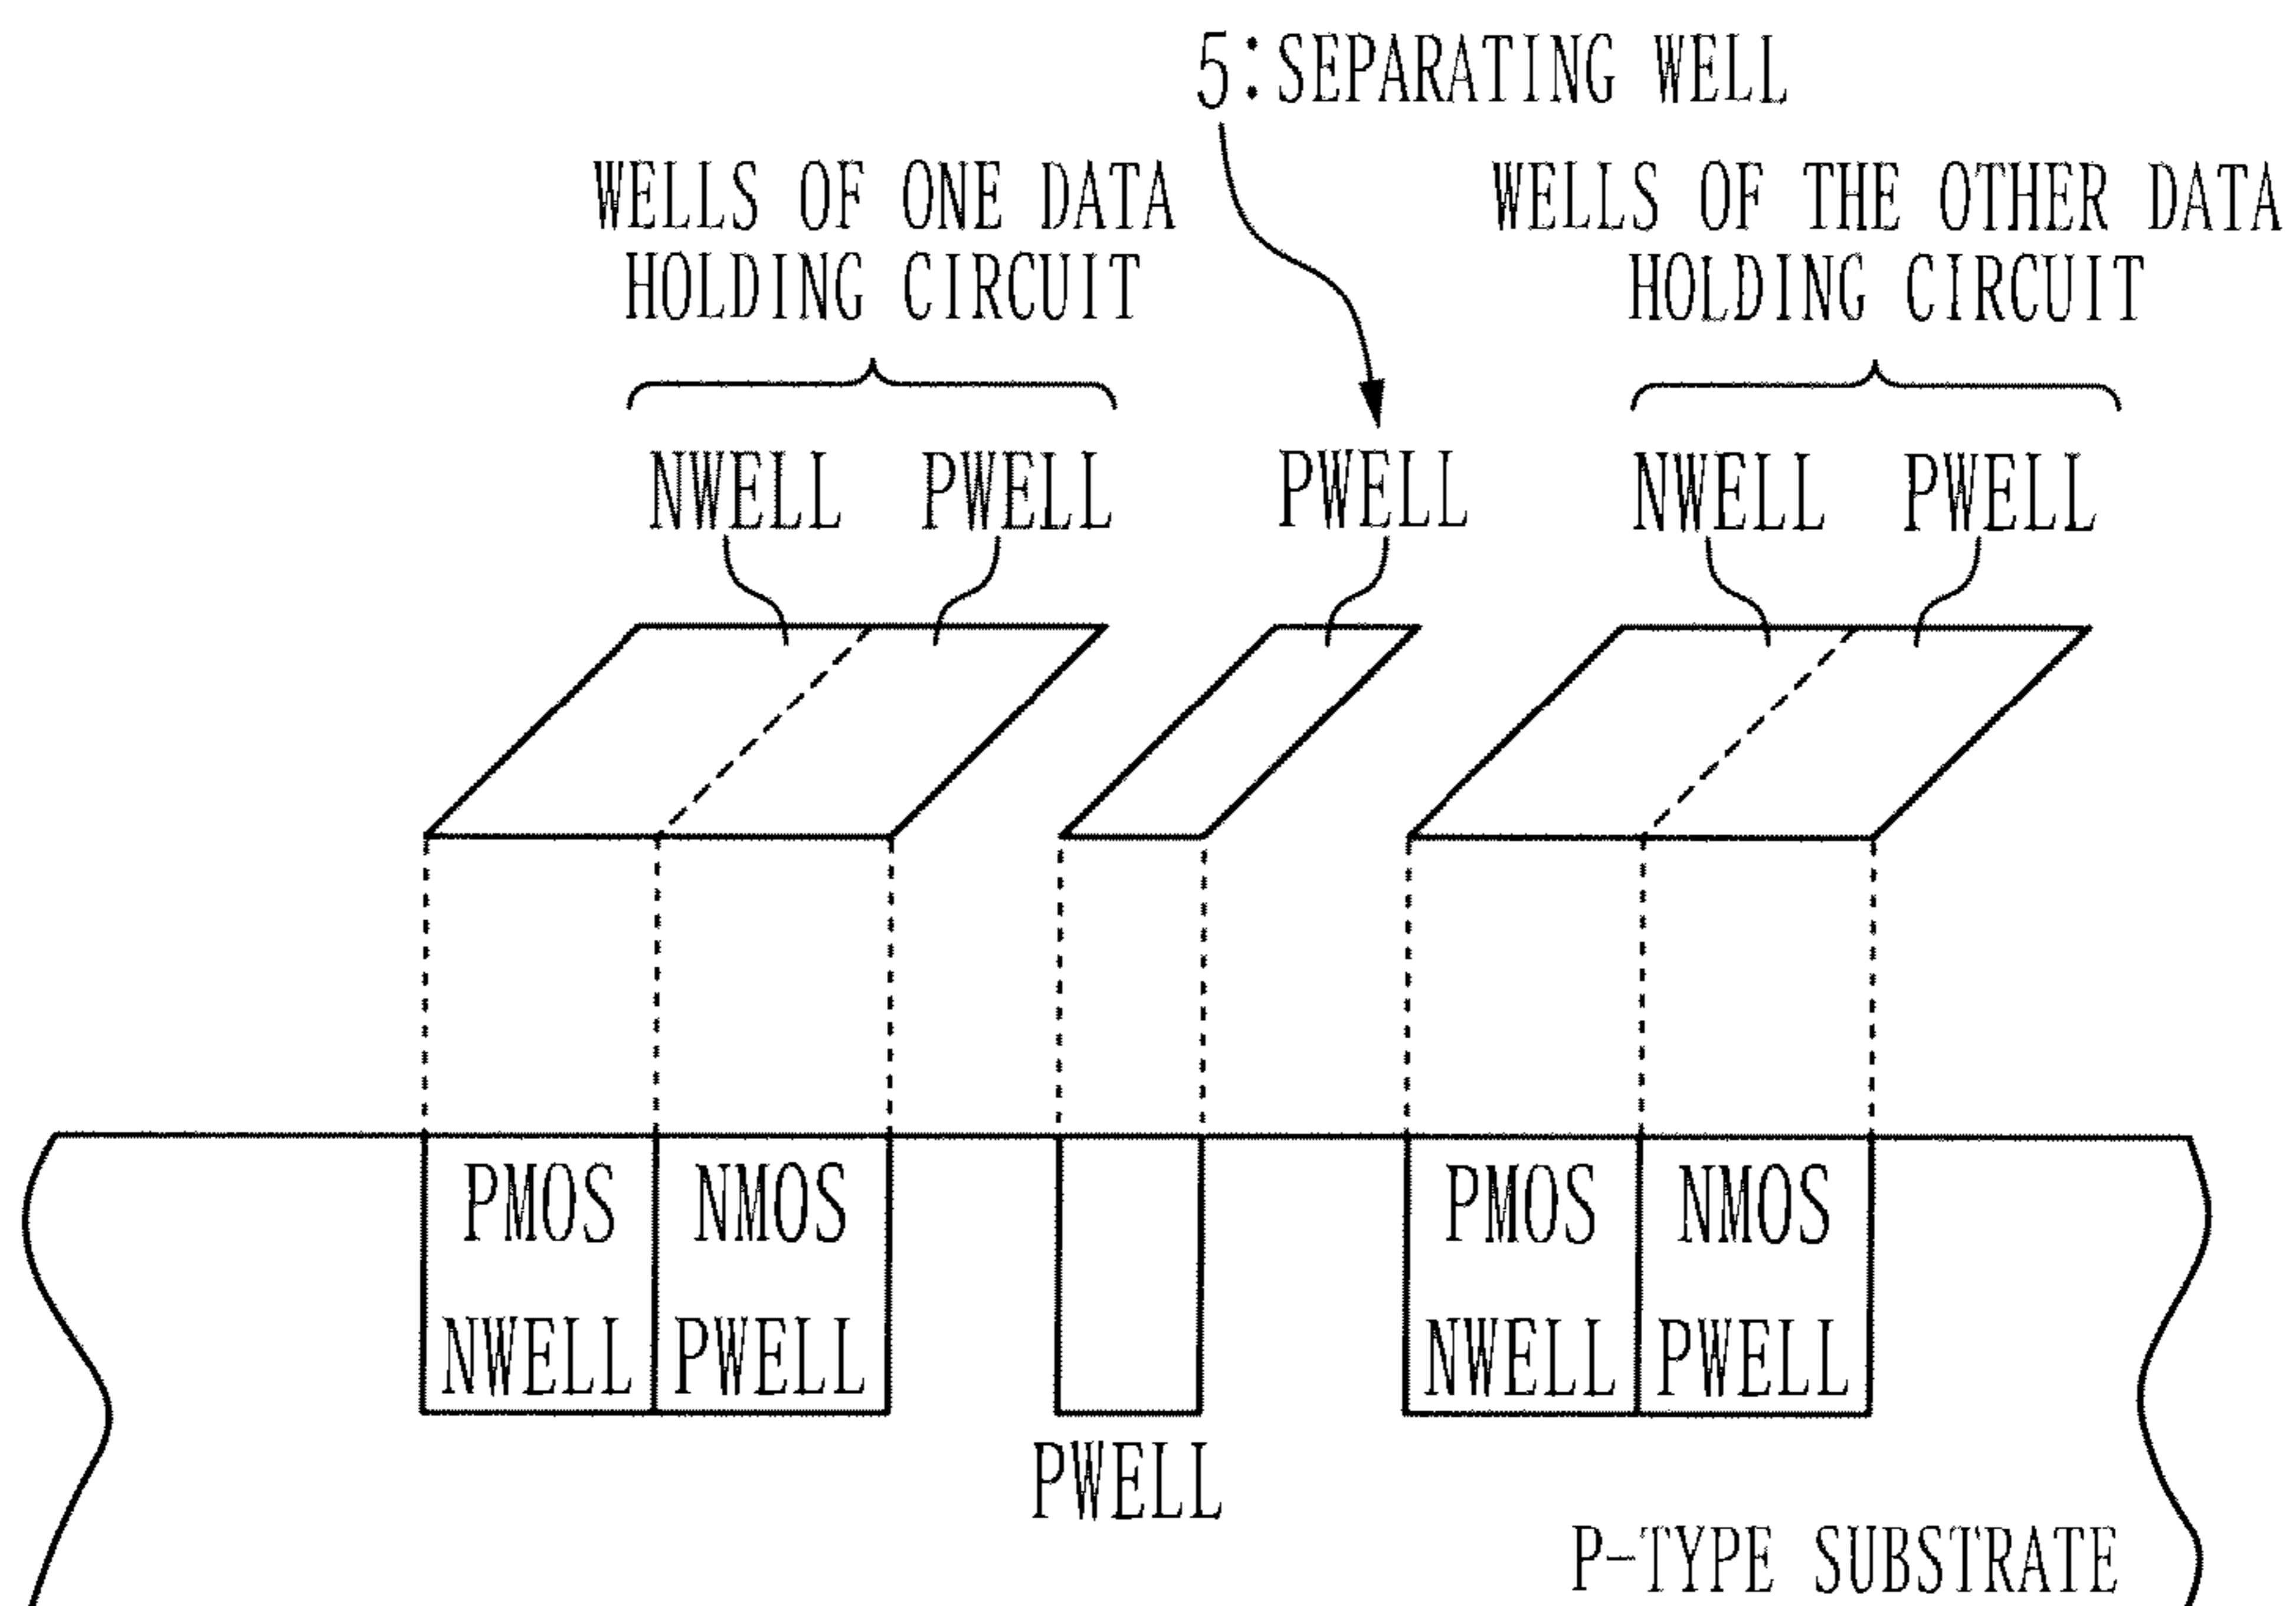 5:SEPARATING WELL
WELLS OF ONE DATA
HOLDING CIRCUIT
WELLS OF THE OTHER DATA
HOLDING CIRCUIT
NWELL PWELL
PWELL
NWELL PWELL
PMOS NMOS
NWELL PWELL
PWELL
PMOS NMOS
NWELL PWELL
P-TYPE SUBSTRATE